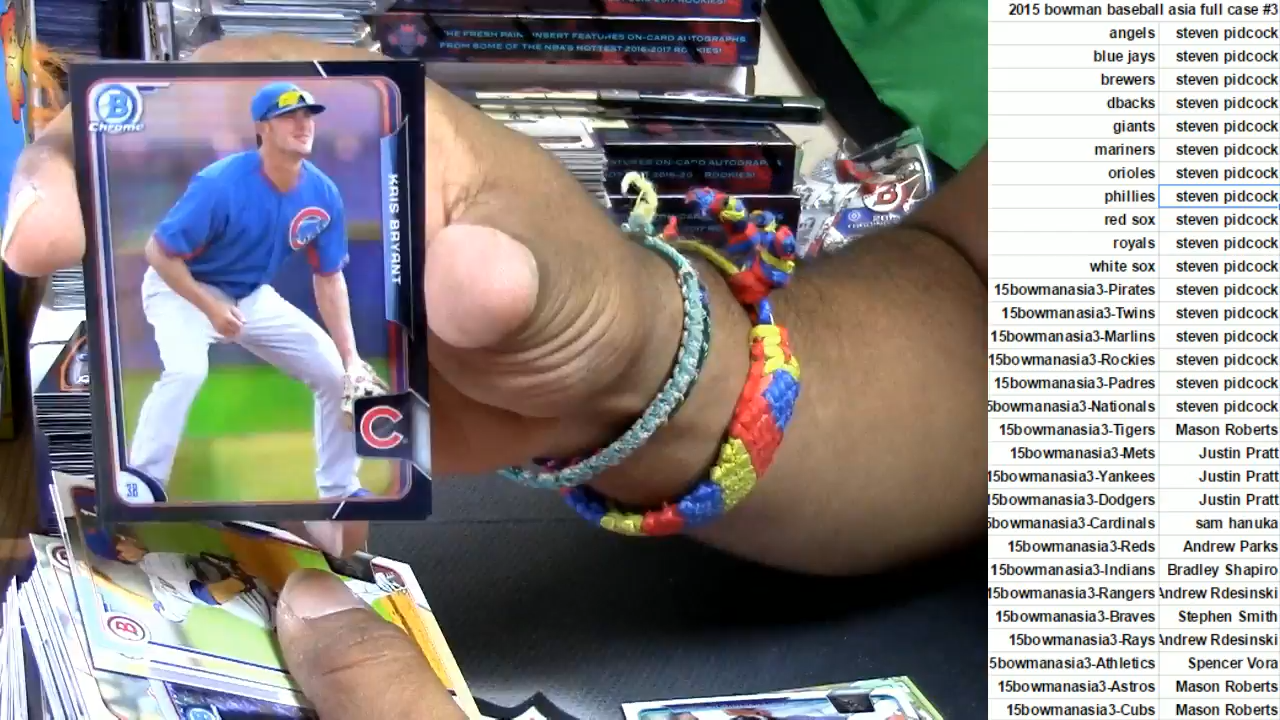 THE FRESH PAINT INSERT FEATURES ON-CARD AUTOGRAPHS
FROM SOME OF THE NBA'S HOTTEST 2016-2017 ROOKIES!
B
Chrome
KRIS BRYANT
C
3B
ON-CARD AUTOGRAPH
ROOKIES!
B
B
2015 bowman baseball asia full case #3
angels steven pidcock
blue jays steven pidcock
brewers steven pidcock
dbacks steven pidcock
giants steven pidcock
mariners steven pidcock
orioles steven pidcock
phillies steven pidcock
red sox steven pidcock
royals steven pidcock
white sox steven pidcock
15bowmanasia3-Pirates steven pidcock
15bowmanasia3-Twins steven pidcock
15bowmanasia3-Marlins steven pidcock
15bowmanasia3-Rockies steven pidcock
15bowmanasia3-Padres steven pidcock
5bowmanasia3-Nationals steven pidcock
15bowmanasia3-Tigers Mason Roberts
15bowmanasia3-Mets Justin Pratt
15bowmanasia3-Yankees Justin Pratt
15bowmanasia3-Dodgers Justin Pratt
5bowmanasia3-Cardinals sam hanuka
15bowmanasia3-Reds Andrew Parks
15bowmanasia3-Indians Bradley Shapiro
15bowmanasia3-Rangers Andrew Rdesinski
15bowmanasia3-Braves Stephen Smith
15bowmanasia3-Rays Andrew Rdesinski
5bowmanasia3-Athletics Spencer Vora
15bowmanasia3-Astros Mason Roberts
15bowmanasia3-Cubs Mason Roberts